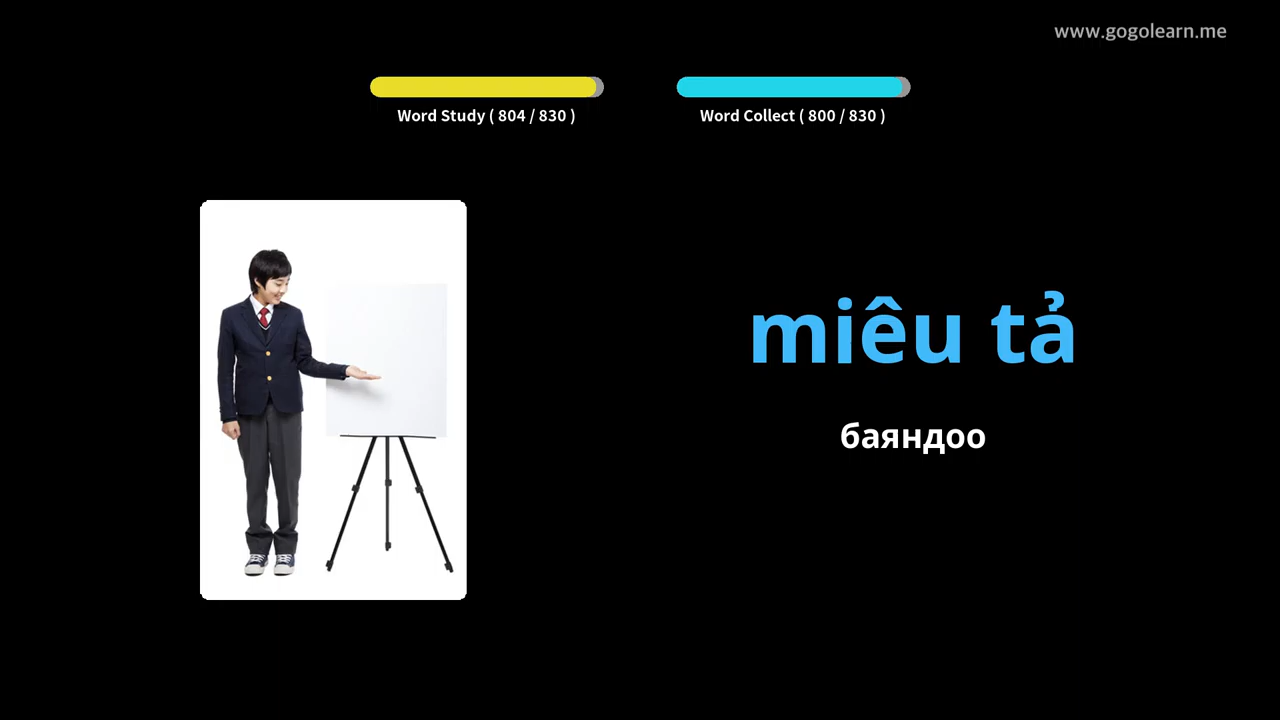 www.gogolearn.me
Word Study ( 804 / 830 )
Word Collect ( 800 / 830 )
miêu tả
баяндоо